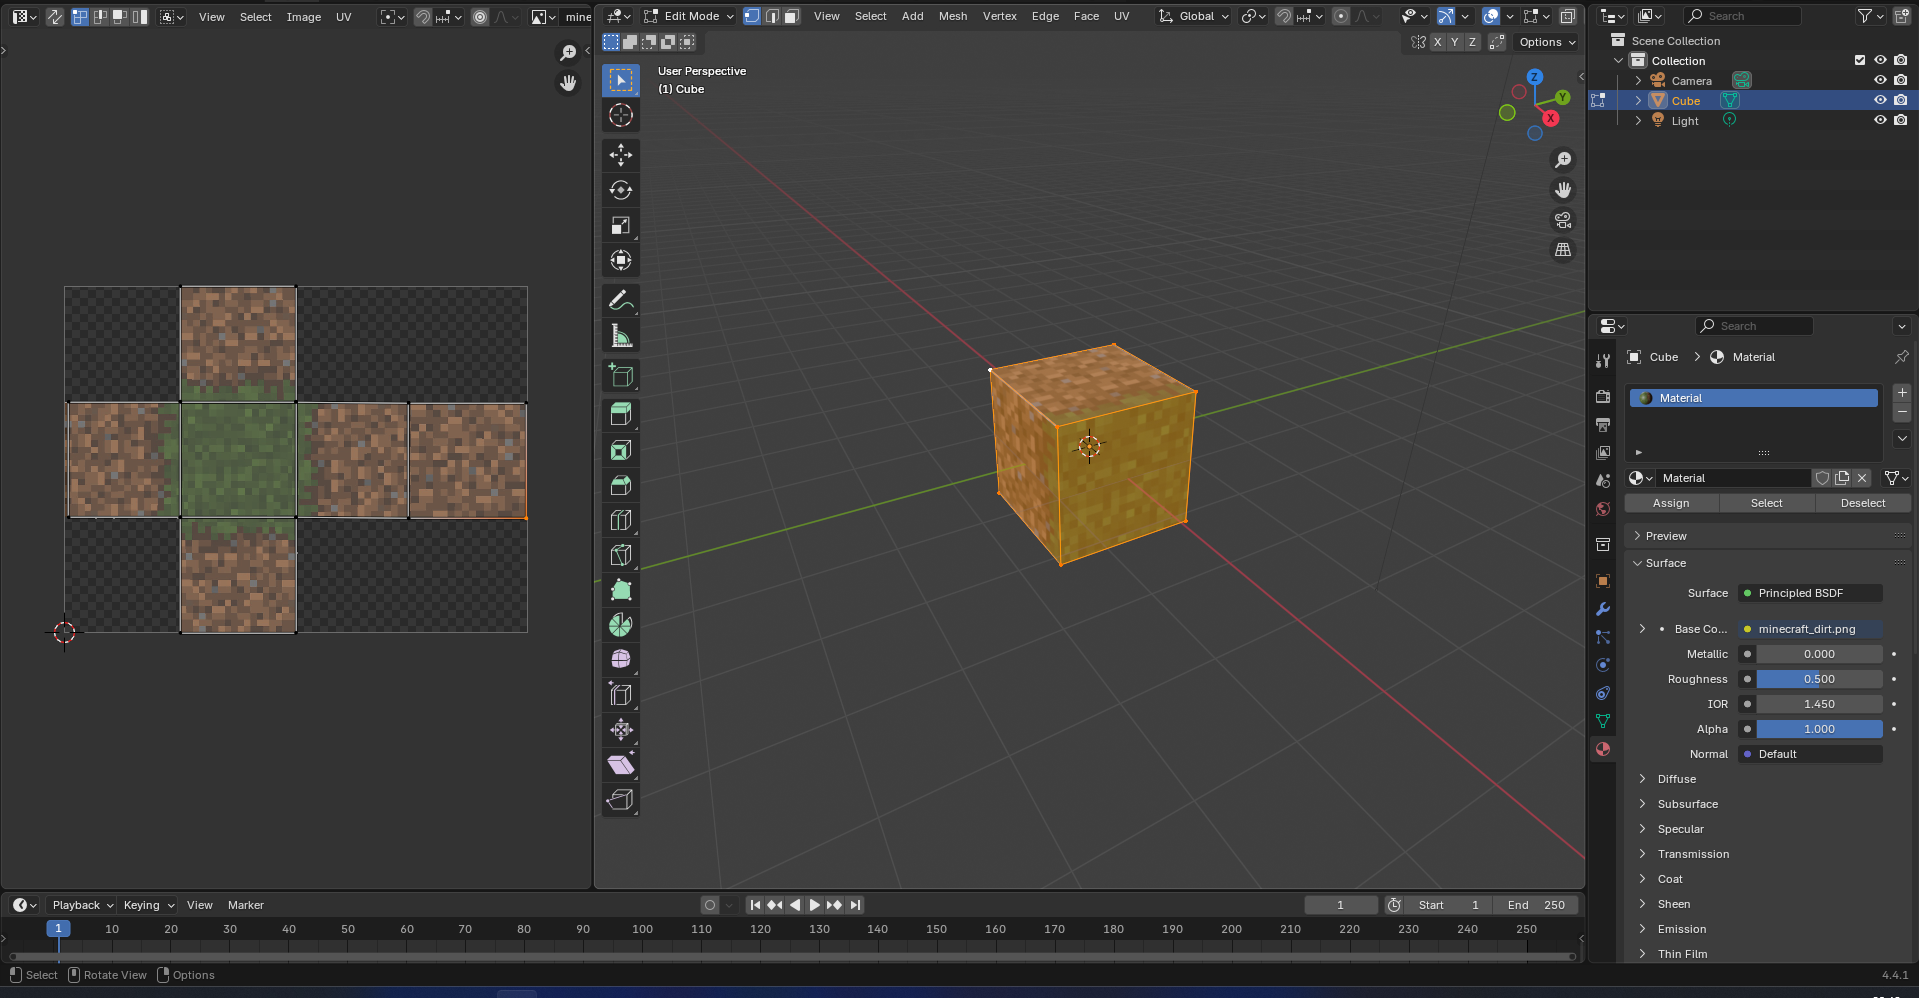 View Select Image UV mine
Edit Mode View Select Add Mesh Vertex Edge Face UV Global
X Y Z Options
User Perspective
(1) Cube
Z
Y
X
Search
Scene Collection
Collection
Camera
Cube
Light
Search
Cube > Material
Material
Material
Assign Select Deselect
Preview
Surface
Surface Principled BSDF
Base Co... minecraft_dirt.png
Metallic 0.000
Roughness 0.500
IOR 1.450
Alpha 1.000
Normal Default
Diffuse
Subsurface
Specular
Transmission
Coat
Sheen
Emission
Thin Film
Playback Keying View Marker 1 Start 1 End 250
1 10 20 30 40 50 60 70 80 90 100 110 120 130 140 150 160 170 180 190 200 210 220 230 240 250
Select Rotate View Options 4.4.1